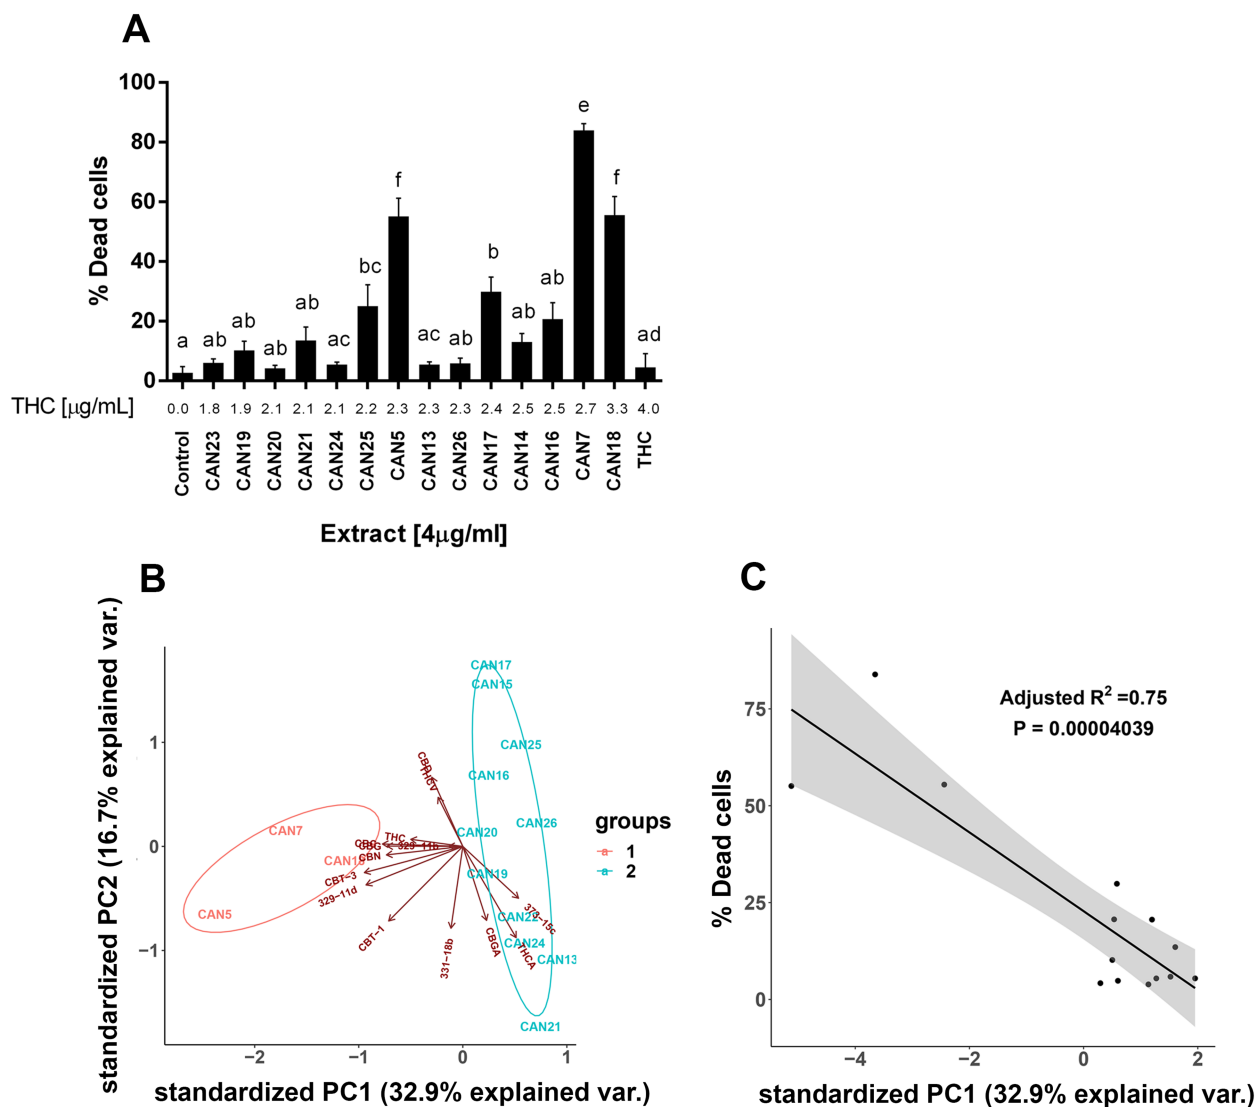 A
% Dead cells
100
80
60
40
20
0
a
ab
ab
ab
ab
ac
bc
f
ac
ab
b
ab
ab
e
f
ad
THC [μg/mL]
0.0 1.8 1.9 2.1 2.1 2.1 2.2 2.3 2.3 2.3 2.4 2.5 2.5 2.7 3.3 4.0
Control CAN23 CAN19 CAN20 CAN21 CAN24 CAN25 CAN5 CAN13 CAN26 CAN17 CAN14 CAN16 CAN7 CAN18 THC
Extract [4μg/ml]
B
standardized PC2 (16.7% explained var.)
1
0
−1
CAN17
CAN15
CAN25
CAN16
CAN26
CAN20
CAN19
CAN22
CAN24
CAN13
CAN21
CAN7
CAN5
CBD
THCV
THC
CBG
329−11b
CBN
CBT−3
329−11d
CBT−1
331−18b
CBGA
THCA
373−15c
−2 −1 0 1
standardized PC1 (32.9% explained var.)
groups
a 1
a 2
C
% Dead cells
75
50
25
0
Adjusted R2 =0.75
P = 0.00004039
−4 −2 0 2
standardized PC1 (32.9% explained var.)